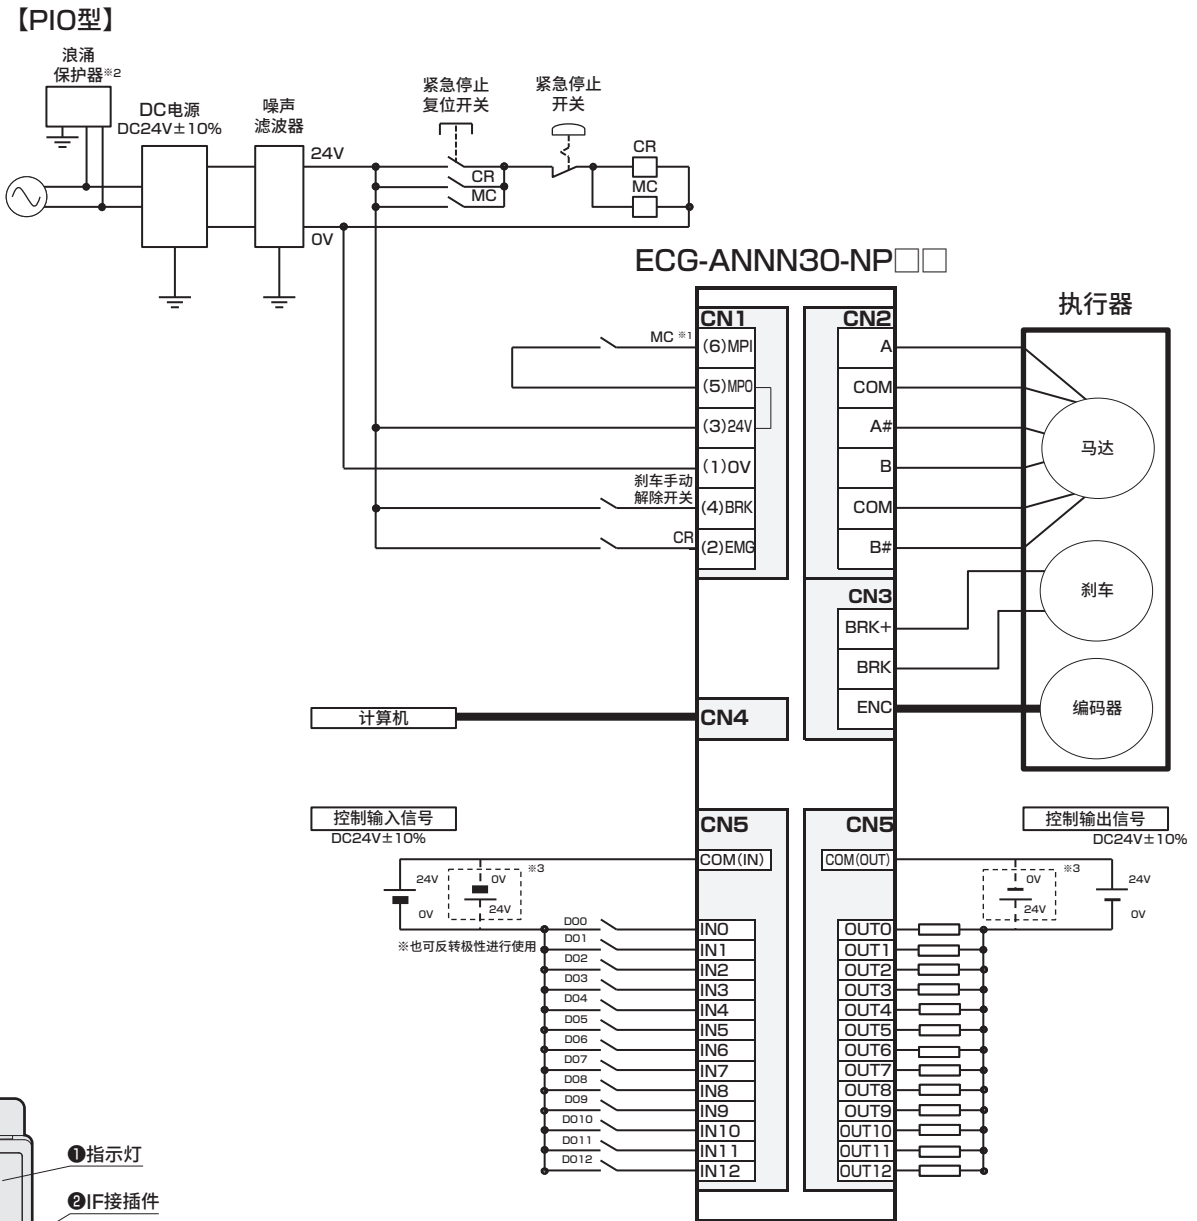 【PIO型】
浪涌
保护器※2
DC电源
DC24V±10%
噪声
滤波器
24V
0V
紧急停止
复位开关
紧急停止
开关
CR
MC
CR
MC
ECG-ANNN30-NP□□
执行器
CN1
MC ※1
(6)MPI
(5)MPO
(3)24V
(1)0V
刹车手动
解除开关
(4)BRK
CR
(2)EMG
CN2
A
COM
A#
B
COM
B#
马达
CN3
BRK+
BRK
ENC
刹车
编码器
计算机
CN4
控制输入信号
DC24V±10%
24V
0V
0V
24V
※3
※也可反转极性进行使用
CN5
COM(IN)
DO0
IN0
DO1
IN1
DO2
IN2
DO3
IN3
DO4
IN4
DO5
IN5
DO6
IN6
DO7
IN7
DO8
IN8
DO9
IN9
DO10
IN10
DO11
IN11
DO12
IN12
CN5
COM(OUT)
OUT0
OUT1
OUT2
OUT3
OUT4
OUT5
OUT6
OUT7
OUT8
OUT9
OUT10
OUT11
OUT12
控制输出信号
DC24V±10%
※3
0V
24V
24V
0V
❶指示灯
❷IF接插件